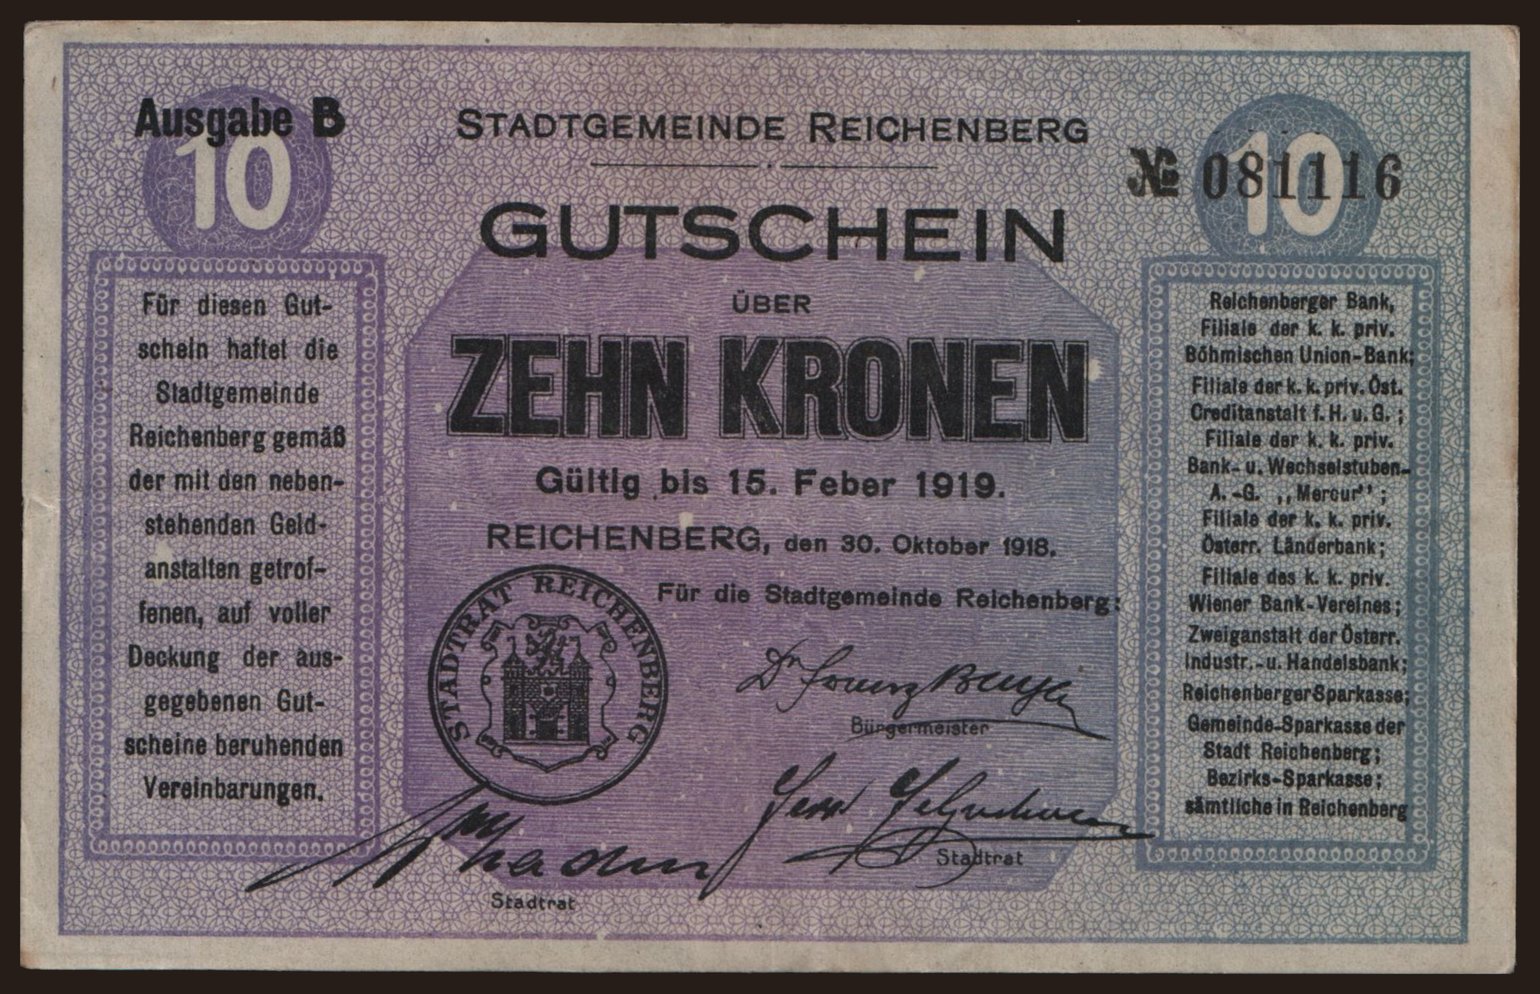 Ausgabe B
10
STADTGEMEINDE REICHENBERG
№ 081116
10
GUTSCHEIN
ÜBER
ZEHN KRONEN
Gültig bis 15. Feber 1919.
REICHENBERG, den 30. Oktober 1918.
Für die Stadtgemeinde Reichenberg:
Bürgermeister
Stadtrat
Stadtrat
STADTRAT REICHENBERG
Für diesen Gut-
schein haftet die
Stadtgemeinde
Reichenberg gemäß
der mit den neben-
stehenden Geld-
anstalten getrof-
fenen, auf voller
Deckung der aus-
gegebenen Gut-
scheine beruhenden
Vereinbarungen.
Reichenberger Bank,
Filiale der k. k. priv.
Böhmischen Union-Bank;
Filiale der k. k. priv. Öst.
Creditanstalt f. H. u. G. ;
Filiale der k. k. priv.
Bank- u. Wechselstuben-
A.-G. ,,Mercur'' ;
Filiale der k. k. priv.
Österr. Länderbank;
Filiale des k. k. priv.
Wiener Bank-Vereines;
Zweiganstalt der Österr.
Industr.- u. Handelsbank;
Reichenberger Sparkasse;
Gemeinde-Sparkasse der
Stadt Reichenberg;
Bezirks-Sparkasse;
sämtliche in Reichenberg